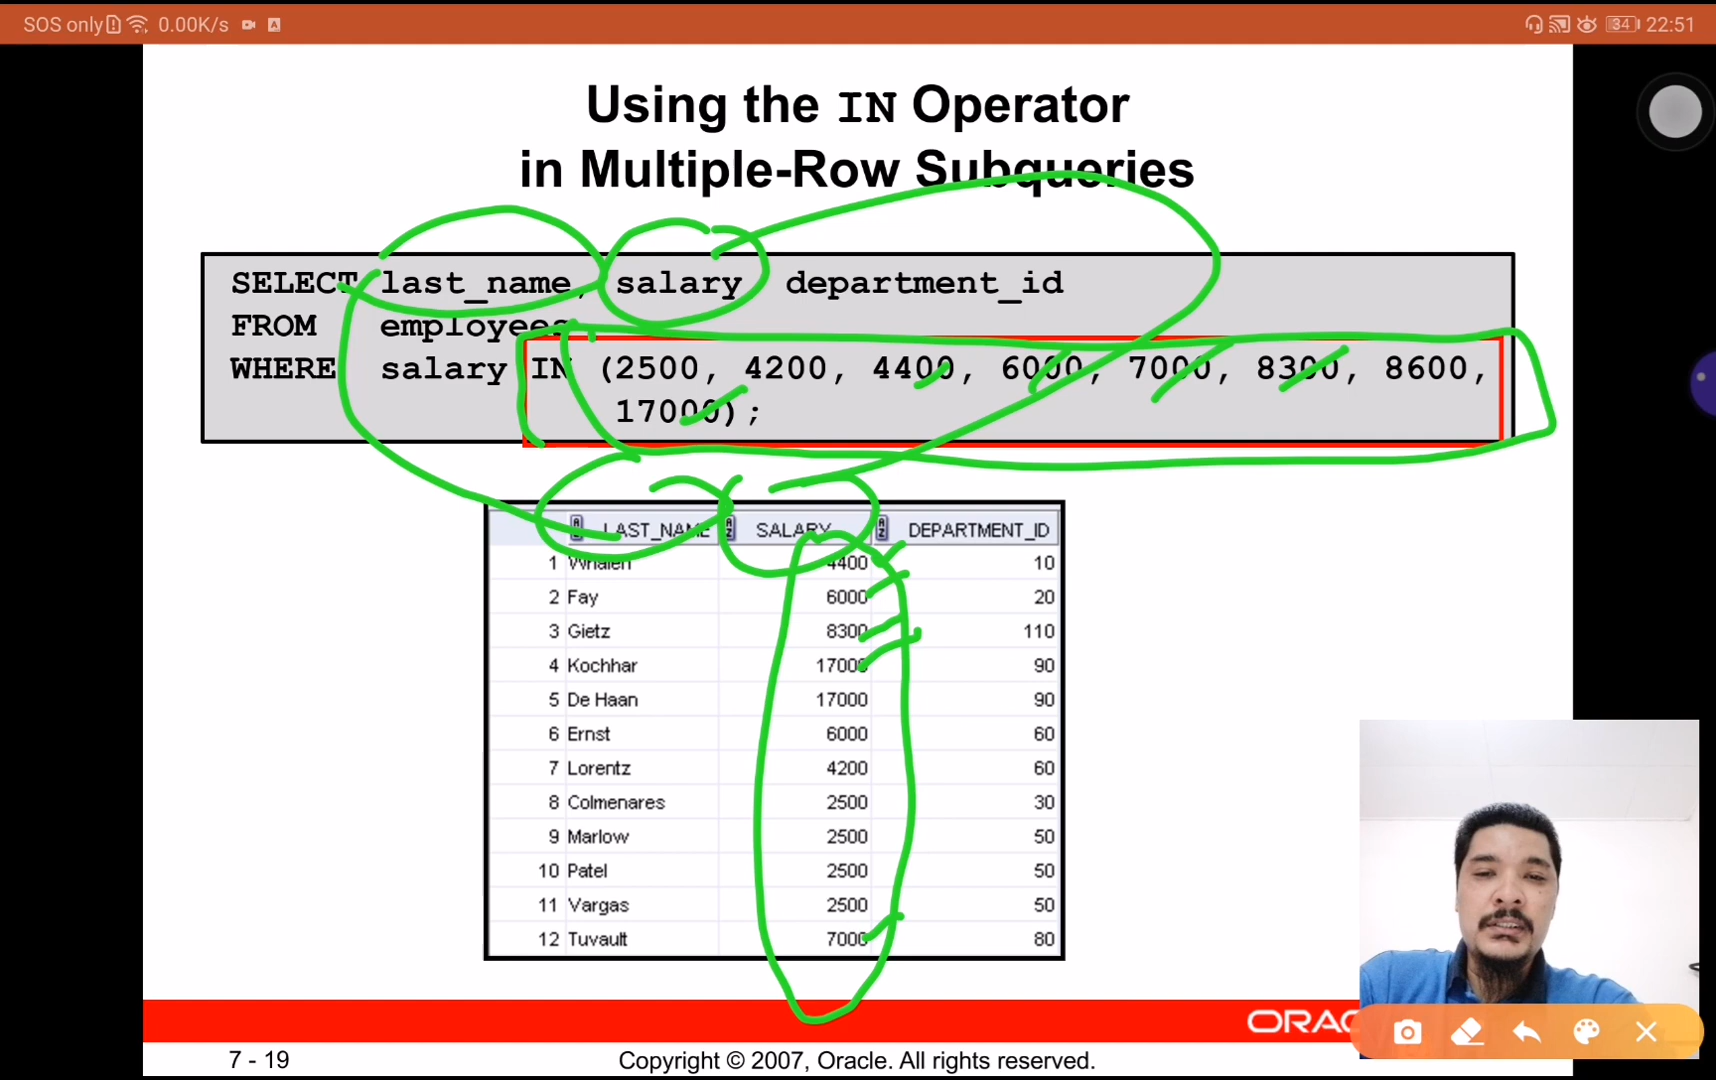 SOS only 0.00K/s 34 22:51
Using the IN Operator
in Multiple-Row Subqueries
SELECT last_name, salary department_id
FROM employees
WHERE salary IN (2500, 4200, 4400, 6000, 7000, 8300, 8600,
17000);
LAST_NAME SALARY DEPARTMENT_ID
1 Whalen 4400 10
2 Fay 6000 20
3 Gietz 8300 110
4 Kochhar 17000 90
5 De Haan 17000 90
6 Ernst 6000 60
7 Lorentz 4200 60
8 Colmenares 2500 30
9 Marlow 2500 50
10 Patel 2500 50
11 Vargas 2500 50
12 Tuvault 7000 80
ORAC
7 - 19 Copyright © 2007, Oracle. All rights reserved.